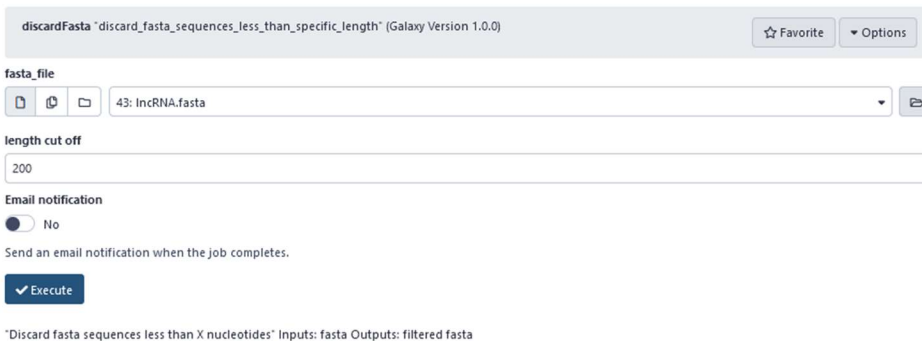 discardFasta "discard_fasta_sequences_less_than_specific_length" (Galaxy Version 1.0.0)
Favorite
Options
fasta_file
43: lncRNA.fasta
length cut off
200
Email notification
No
Send an email notification when the job completes.
Execute
"Discard fasta sequences less than X nucleotides" Inputs: fasta Outputs: filtered fasta